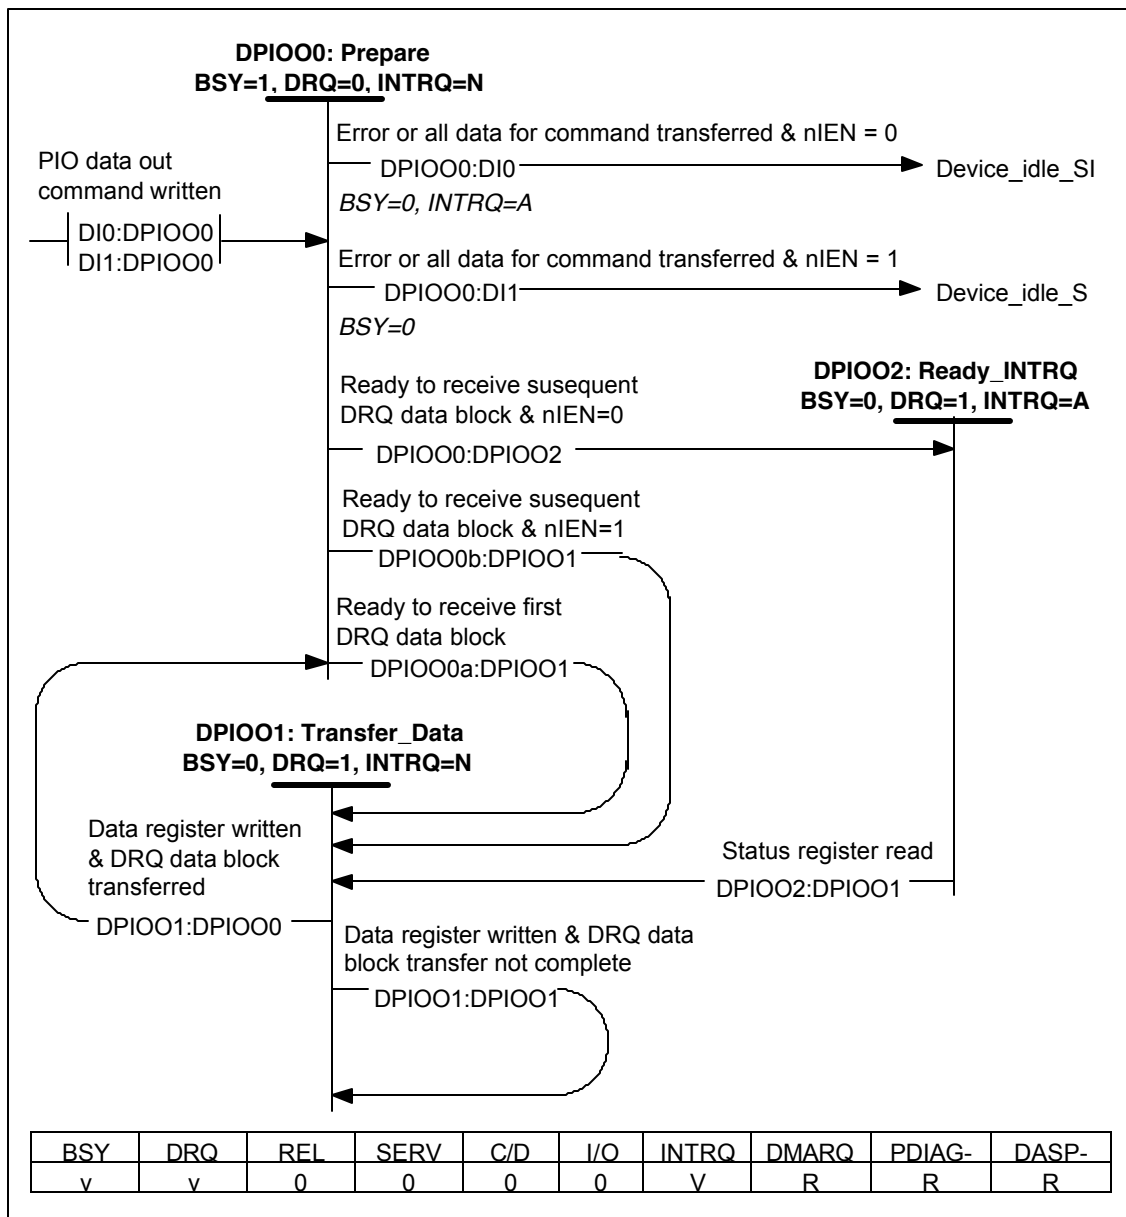 DPIOO0: Prepare
BSY=1, DRQ=0, INTRQ=N
Error or all data for command transferred & nIEN = 0
DPIOO0:DI0
Device_idle_SI
BSY=0, INTRQ=A
PIO data out
command written
DI0:DPIOO0
DI1:DPIOO0
Error or all data for command transferred & nIEN = 1
DPIOO0:DI1
Device_idle_S
BSY=0
DPIOO2: Ready_INTRQ
BSY=0, DRQ=1, INTRQ=A
Ready to receive susequent
DRQ data block & nIEN=0
DPIOO0:DPIOO2
Ready to receive susequent
DRQ data block & nIEN=1
DPIOO0b:DPIOO1
Ready to receive first
DRQ data block
DPIOO0a:DPIOO1
DPIOO1: Transfer_Data
BSY=0, DRQ=1, INTRQ=N
Data register written
& DRQ data block
transferred
DPIOO1:DPIOO0
Status register read
DPIOO2:DPIOO1
Data register written & DRQ data
block transfer not complete
DPIOO1:DPIOO1
BSY DRQ REL SERV C/D I/O INTRQ DMARQ PDIAG- DASP-
v v 0 0 0 0 V R R R